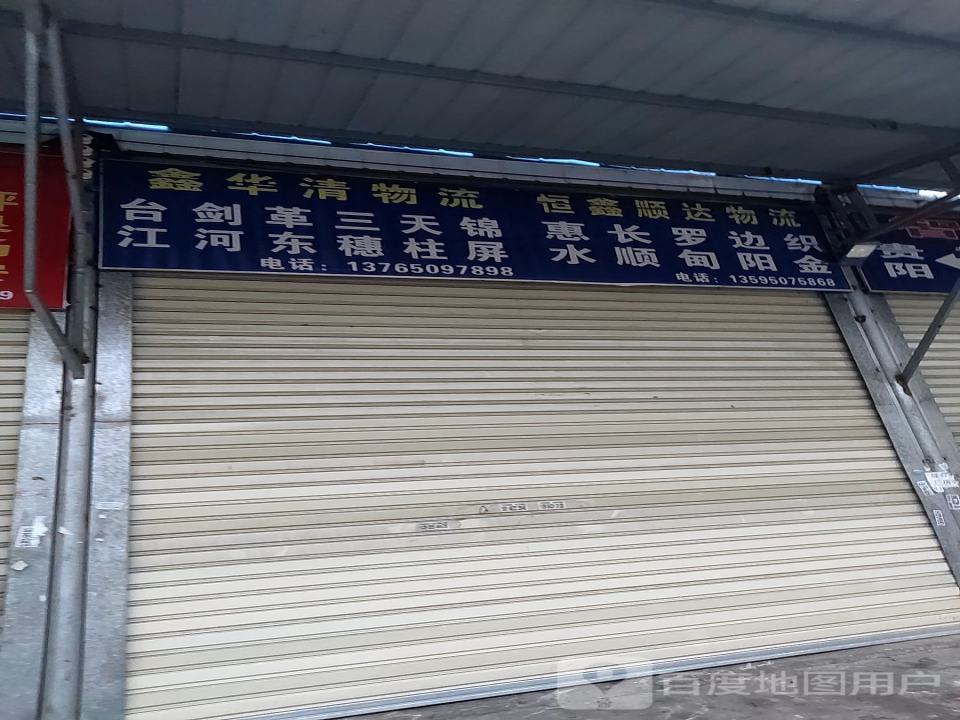 鑫华清物流
台剑革三天锦
江河东穗柱屏
电话：13765097898
恒鑫顺达物流
惠长罗边织
水顺甸阳金
电话：13595075868
贵
阳
9
百度地图用户